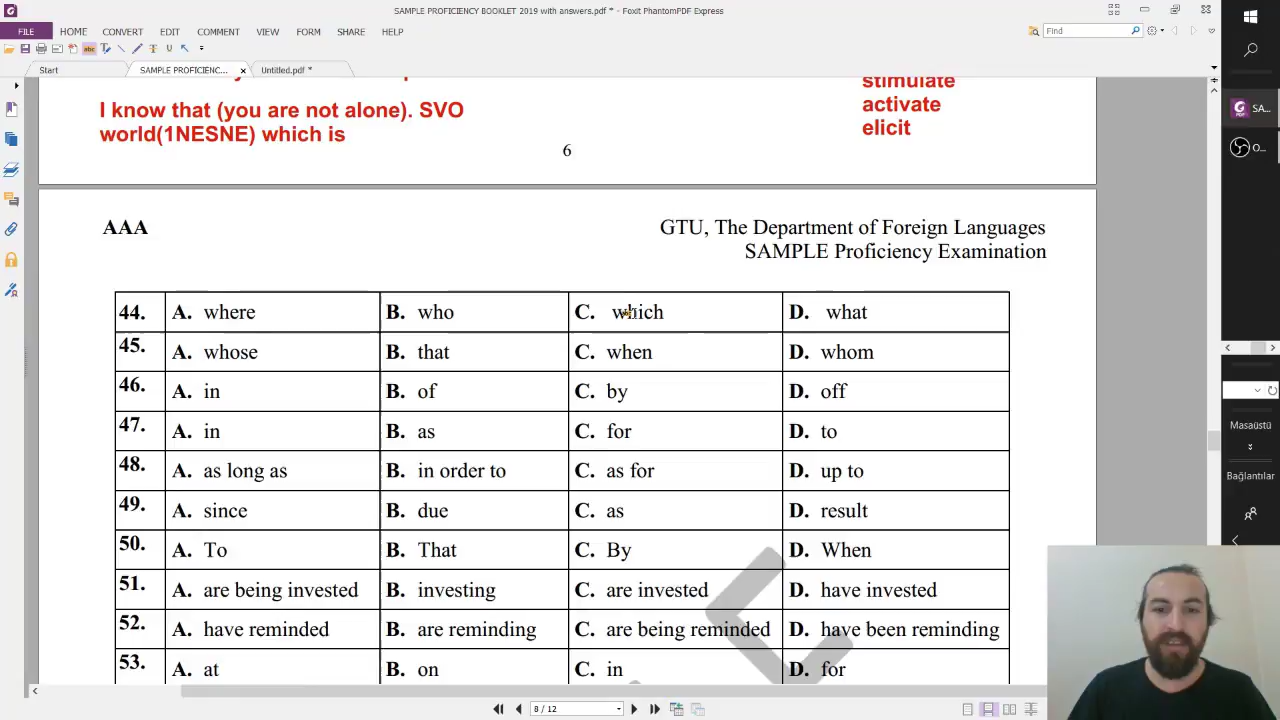 SAMPLE PROFICIENCY BOOKLET 2019 with answers.pdf * - Foxit PhantomPDF Express
FILE HOME CONVERT EDIT COMMENT VIEW FORM SHARE HELP
Find
Start SAMPLE PROFICIENC... Untitled.pdf *
stimulate
I know that (you are not alone). SVO activate
world(1NESNE) which is elicit
6
AAA GTU, The Department of Foreign Languages
SAMPLE Proficiency Examination
44. A. where B. who C. which D. what
45. A. whose B. that C. when D. whom
46. A. in B. of C. by D. off
47. A. in B. as C. for D. to
48. A. as long as B. in order to C. as for D. up to
49. A. since B. due C. as D. result
50. A. To B. That C. By D. When
51. A. are being invested B. investing C. are invested D. have invested
52. A. have reminded B. are reminding C. are being reminded D. have been reminding
53. A. at B. on C. in D. for
8 / 12
SA...
O...
Masaüstü
Bağlantılar